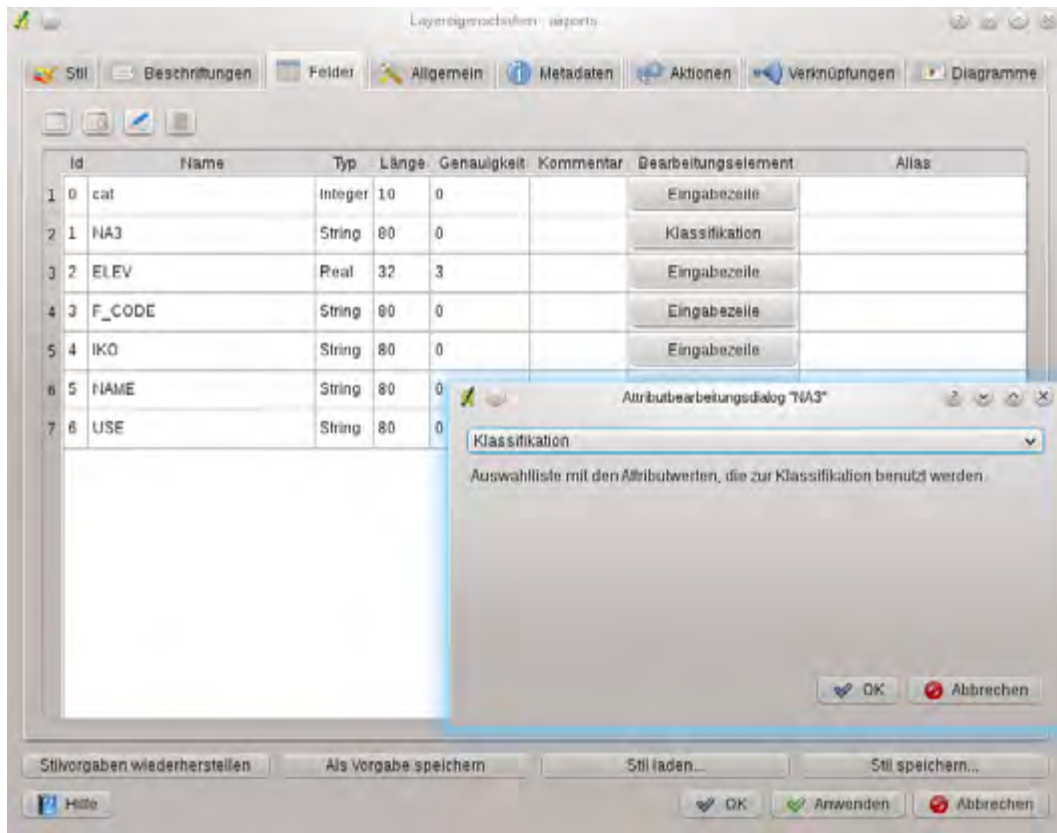 Layereigenschaften - airports
Stil Beschriftungen Felder Allgemein Metadaten Aktionen Verknüpfungen Diagramme
Id Name Typ Länge Genauigkeit Kommentar Bearbeitungselement Alias
1 0 cat Integer 10 0 Eingabezeile
2 1 NA3 String 80 0 Klassifikation
3 2 ELEV Real 32 3 Eingabezeile
4 3 F_CODE String 80 0 Eingabezeile
5 4 IKO String 80 0 Eingabezeile
6 5 NAME String 80 0
7 6 USE String 80 0
Attributbearbeitungsdialog "NA3"
Klassifikation
Auswahlliste mit den Attributwerten, die zur Klassifikation benutzt werden.
OK Abbrechen
Stilvorgaben wiederherstellen Als Vorgabe speichern Stil laden... Stil speichern...
Hilfe OK Anwenden Abbrechen